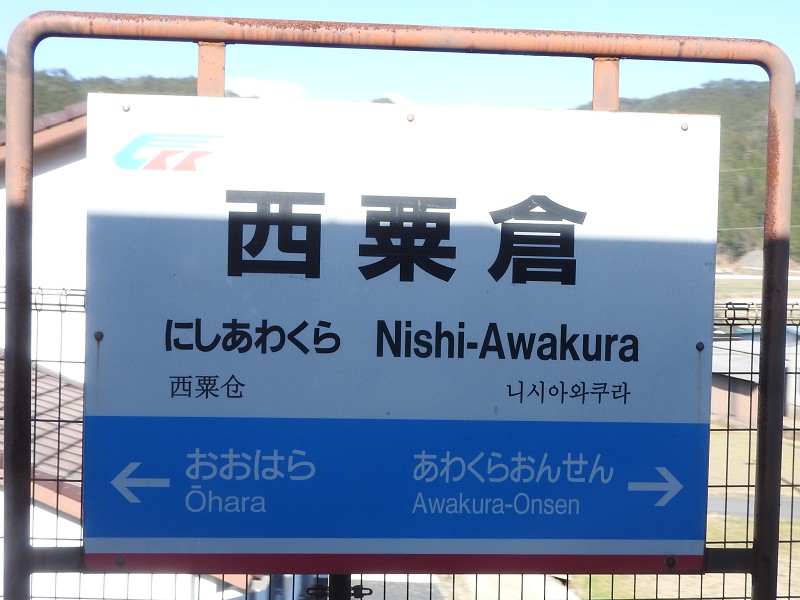 西粟倉
にしあわくら Nishi-Awakura
西粟仓 니시아와쿠라
← おおはら あわくらおんせん →
Ōhara Awakura-Onsen